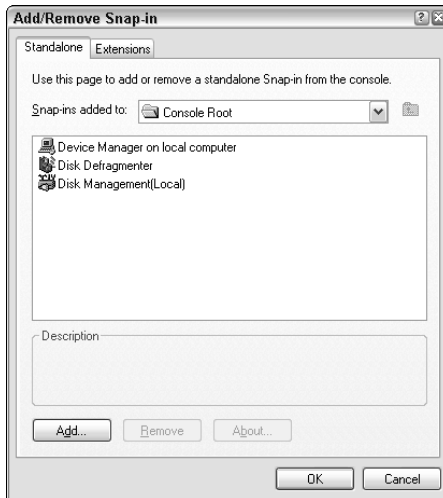 Add/Remove Snap-in
Standalone Extensions
Use this page to add or remove a standalone Snap-in from the console.
Snap-ins added to: Console Root
Device Manager on local computer
Disk Defragmenter
Disk Management(Local)
Description
Add... Remove About...
OK Cancel